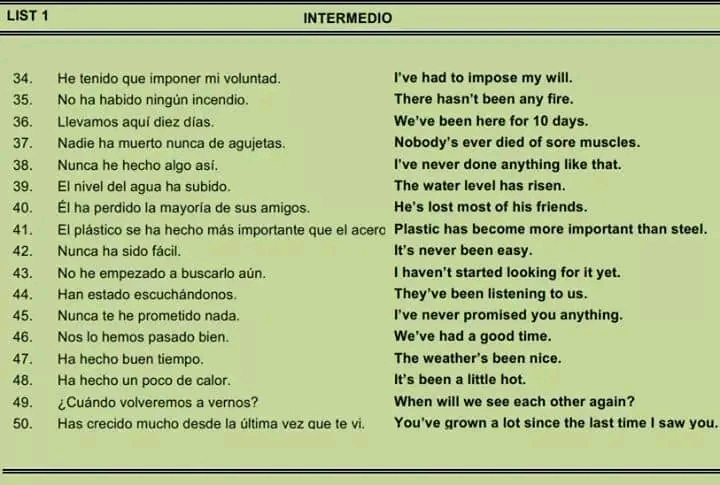 LIST 1 INTERMEDIO
34. He tenido que imponer mi voluntad. I've had to impose my will.
35. No ha habido ningún incendio. There hasn't been any fire.
36. Llevamos aquí diez días. We've been here for 10 days.
37. Nadie ha muerto nunca de agujetas. Nobody's ever died of sore muscles.
38. Nunca he hecho algo así. I've never done anything like that.
39. El nivel del agua ha subido. The water level has risen.
40. Él ha perdido la mayoría de sus amigos. He's lost most of his friends.
41. El plástico se ha hecho más importante que el acero Plastic has become more important than steel.
42. Nunca ha sido fácil. It's never been easy.
43. No he empezado a buscarlo aún. I haven't started looking for it yet.
44. Han estado escuchándonos. They've been listening to us.
45. Nunca te he prometido nada. I've never promised you anything.
46. Nos lo hemos pasado bien. We've had a good time.
47. Ha hecho buen tiempo. The weather's been nice.
48. Ha hecho un poco de calor. It's been a little hot.
49. ¿Cuándo volveremos a vernos? When will we see each other again?
50. Has crecido mucho desde la última vez que te vi. You've grown a lot since the last time I saw you.